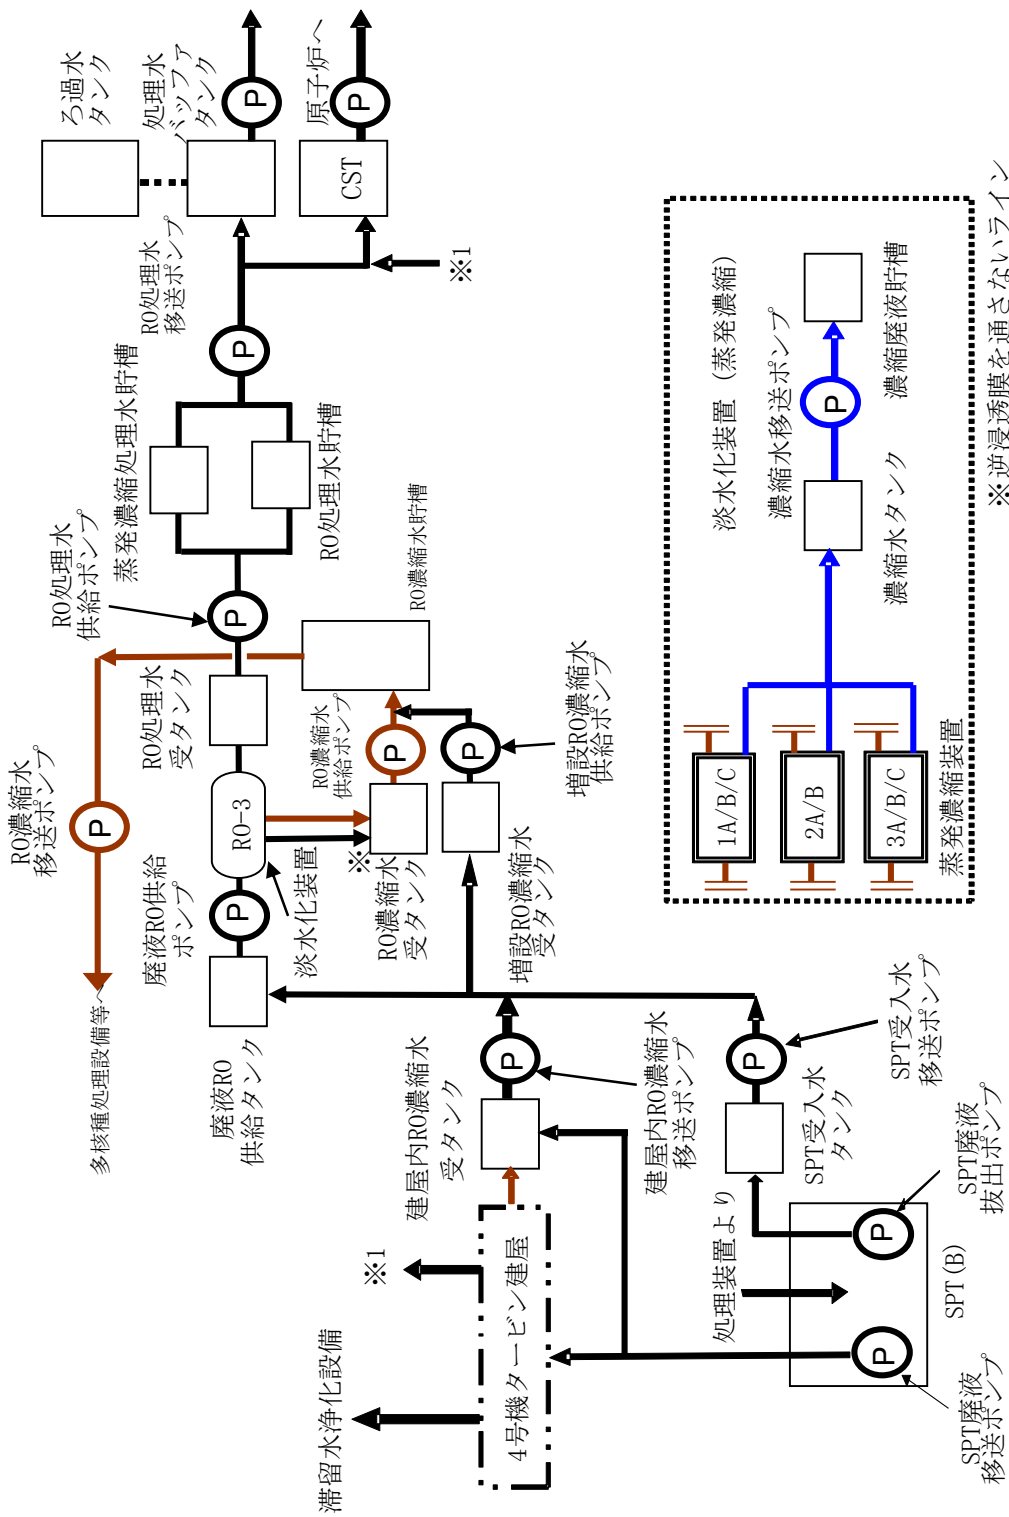 滞留水浄化設備
※1
4号機タービン建屋
処理装置より
SPT廃液
移送ポンプ
P
SPT(B)
P
SPT廃液
抜出ポンプ
SPT受入水
タンク
P
SPT受入水
移送ポンプ
建屋内RO濃縮水
受タンク
P
建屋内RO濃縮水
移送ポンプ
多核種処理設備等へ
P
RO濃縮水
移送ポンプ
廃液RO
供給タンク
P
廃液RO供給
ポンプ
RO-3
淡水化装置
※
RO濃縮水
受タンク
P
RO濃縮水
供給ポンプ
増設RO濃縮水
受タンク
P
増設RO濃縮水
供給ポンプ
RO濃縮水貯槽
RO処理水
受タンク
P
RO処理水
供給ポンプ
蒸発濃縮処理水貯槽
RO処理水貯槽
P
RO処理水
移送ポンプ
※1
ろ過水
タンク
処理水
バッファ
タンク
P
CST
P
原子炉へ
淡水化装置（蒸発濃縮）
1A/B/C
2A/B
3A/B/C
蒸発濃縮装置
濃縮水タンク
P
濃縮水移送ポンプ
濃縮廃液貯槽
※逆浸透膜を通さないライン